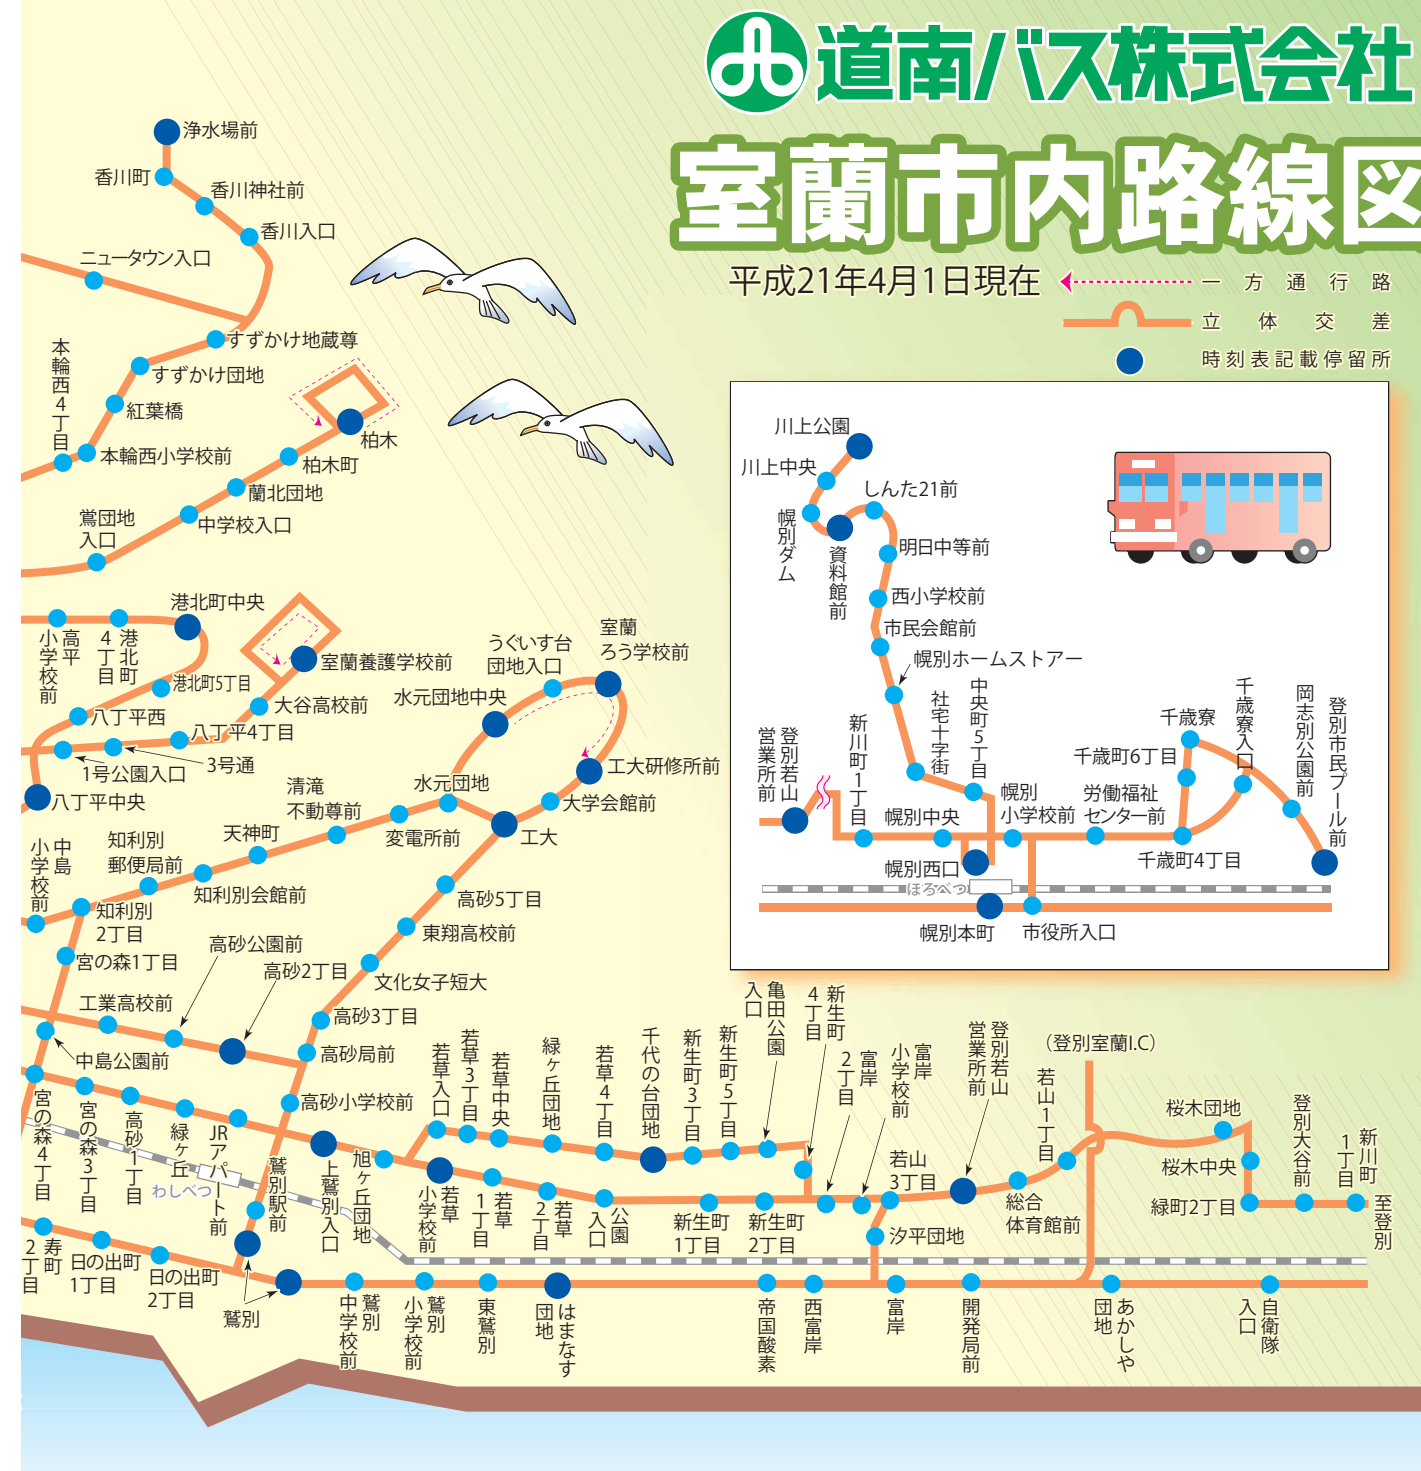 道南バス株式会社
室蘭市内路線図
平成21年4月1日現在
一方通行路
立体交差
時刻表記載停留所
浄水場前
香川町
香川神社前
香川入口
ニュータウン入口
すずかけ地蔵尊
すずかけ団地
本輪西4丁目
紅葉橋
本輪西小学校前
柏木
柏木町
蘭北団地
中学校入口
鴬団地
入口
港北町中央
高平
小学校前
港北町
4丁目
港北町5丁目
室蘭養護学校前
大谷高校前
八丁平西
八丁平4丁目
1号公園入口
3号通
八丁平中央
うぐいす台
団地入口
室蘭
ろう学校前
水元団地中央
工大研修所前
水元団地
大学会館前
工大
清滝
不動尊前
変電所前
天神町
知利別
郵便局前
知利別会館前
中島
小学校前
知利別
2丁目
高砂5丁目
東翔高校前
文化女子短大
高砂3丁目
高砂局前
高砂小学校前
宮の森1丁目
高砂公園前
高砂2丁目
工業高校前
中島公園前
宮の森4丁目
宮の森3丁目
高砂1丁目
緑ヶ丘
JRアパート前
わしべつ
鷲別駅前
上鷲別入口
旭ヶ丘団地
若草入口
若草3丁目
若草中央
緑ヶ丘団地
若草4丁目
千代の台団地
新生町3丁目
新生町5丁目
亀田公園
入口
新生町
4丁目
富岸
2丁目
富岸
小学校前
登別若山
営業所前
(登別室蘭I.C)
若山1丁目
若草
小学校前
若草
1丁目
若草
2丁目
公園
入口
新生町
1丁目
新生町
2丁目
若山
3丁目
汐平団地
総合
体育館前
桜木団地
桜木中央
緑町2丁目
登別大谷前
新川町
1丁目
至登別
寿町
2丁目
日の出町
1丁目
日の出町
2丁目
鷲別
鷲別
中学校前
鷲別
小学校前
東鷲別
はまなす
団地
帝国酸素
西富岸
富岸
開発局前
あかしや
団地
自衛隊
入口
川上公園
川上中央
幌別ダム
資料館前
しんた21前
明日中等前
西小学校前
市民会館前
幌別ホームストアー
社宅十字街
中央町5丁目
新川町1丁目
登別若山
営業所前
幌別中央
幌別西口
幌別
小学校前
労働福祉
センター前
千歳町6丁目
千歳寮
千歳寮入口
千歳町4丁目
岡志別公園前
登別市民プール前
ほろべつ
幌別本町
市役所入口